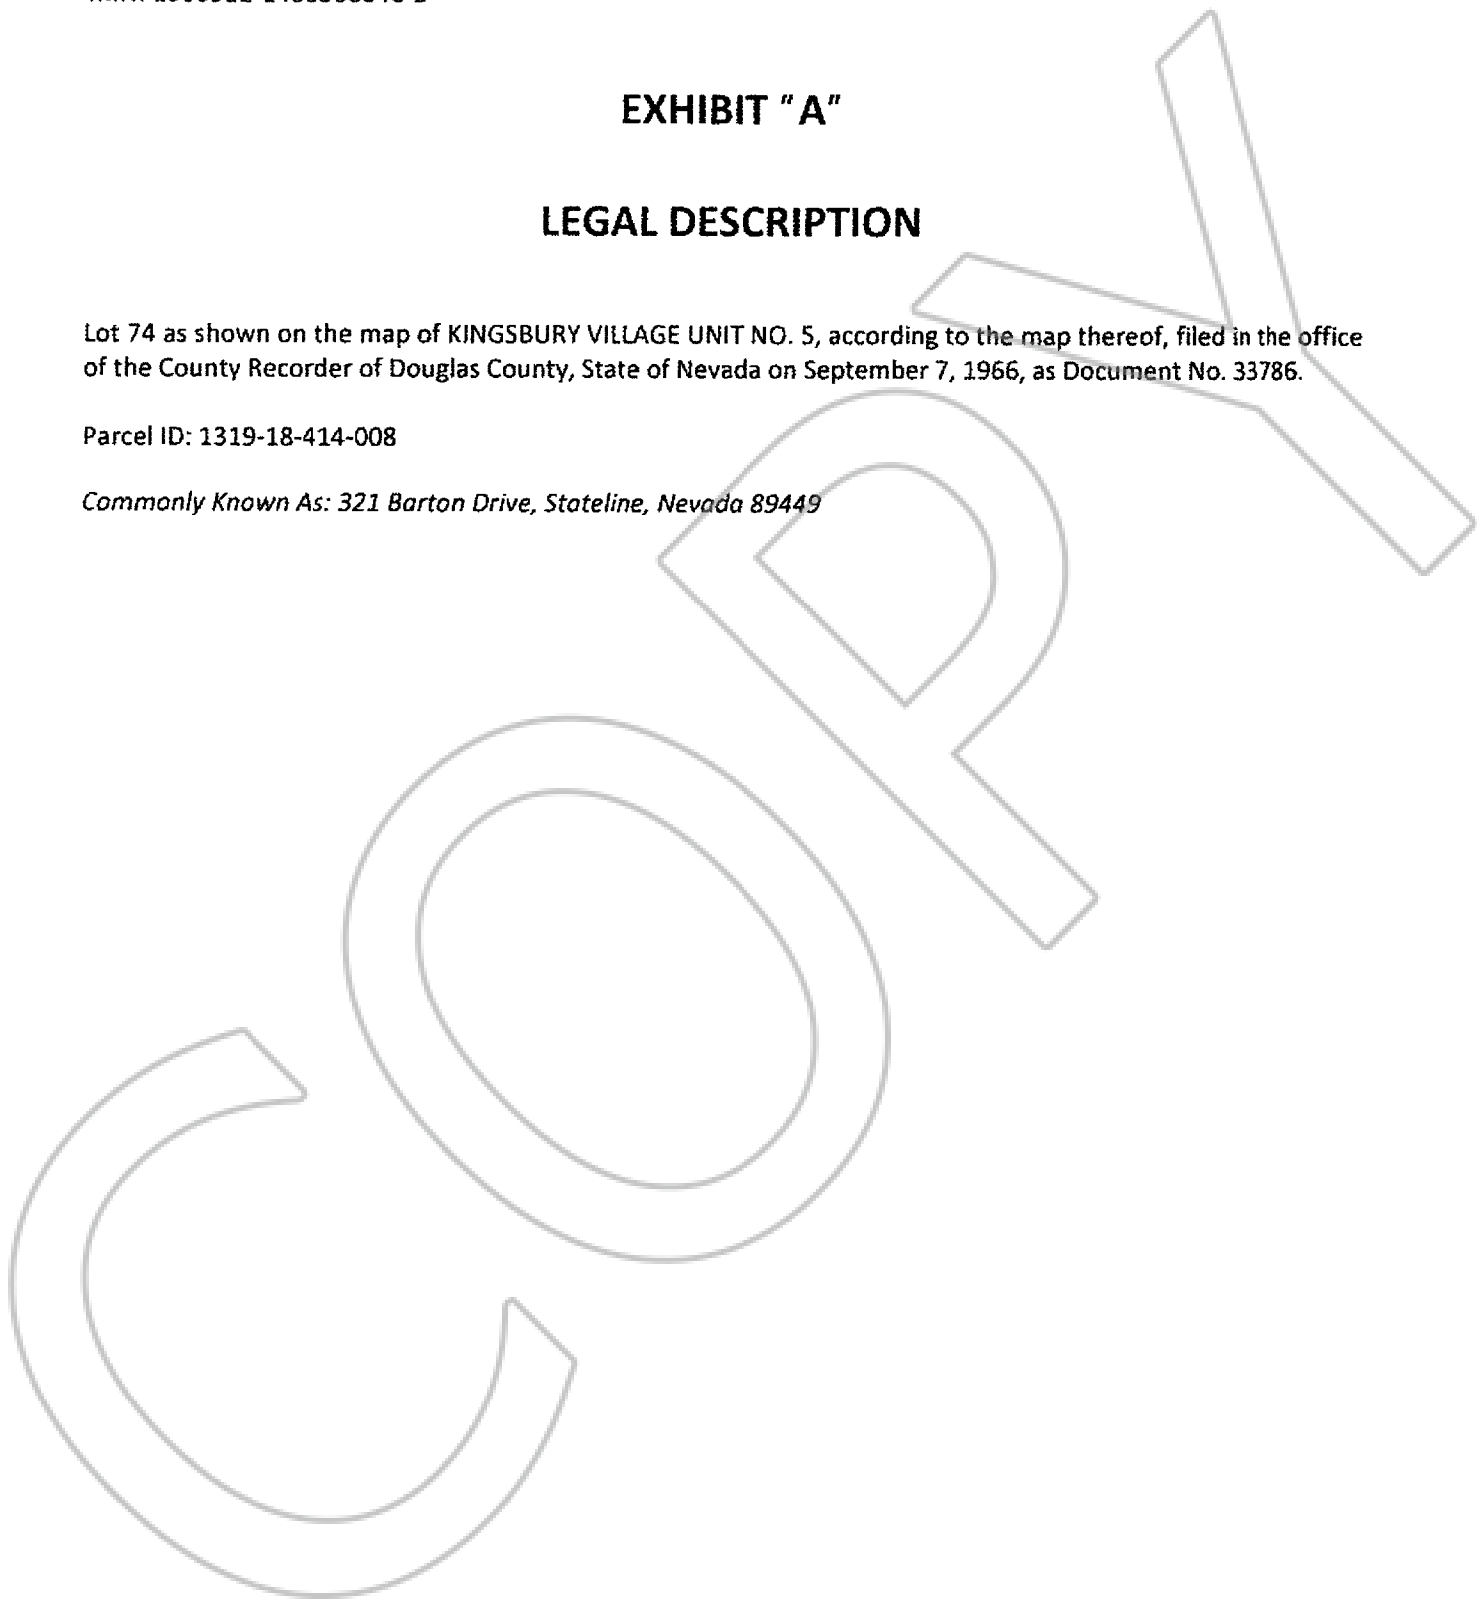 EXHIBIT "A"
LEGAL DESCRIPTION
Lot 74 as shown on the map of KINGSBURY VILLAGE UNIT NO. 5, according to the map thereof, filed in the office
of the County Recorder of Douglas County, State of Nevada on September 7, 1966, as Document No. 33786.
Parcel ID: 1319-18-414-008
Commonly Known As: 321 Barton Drive, Stateline, Nevada 89449
COPY